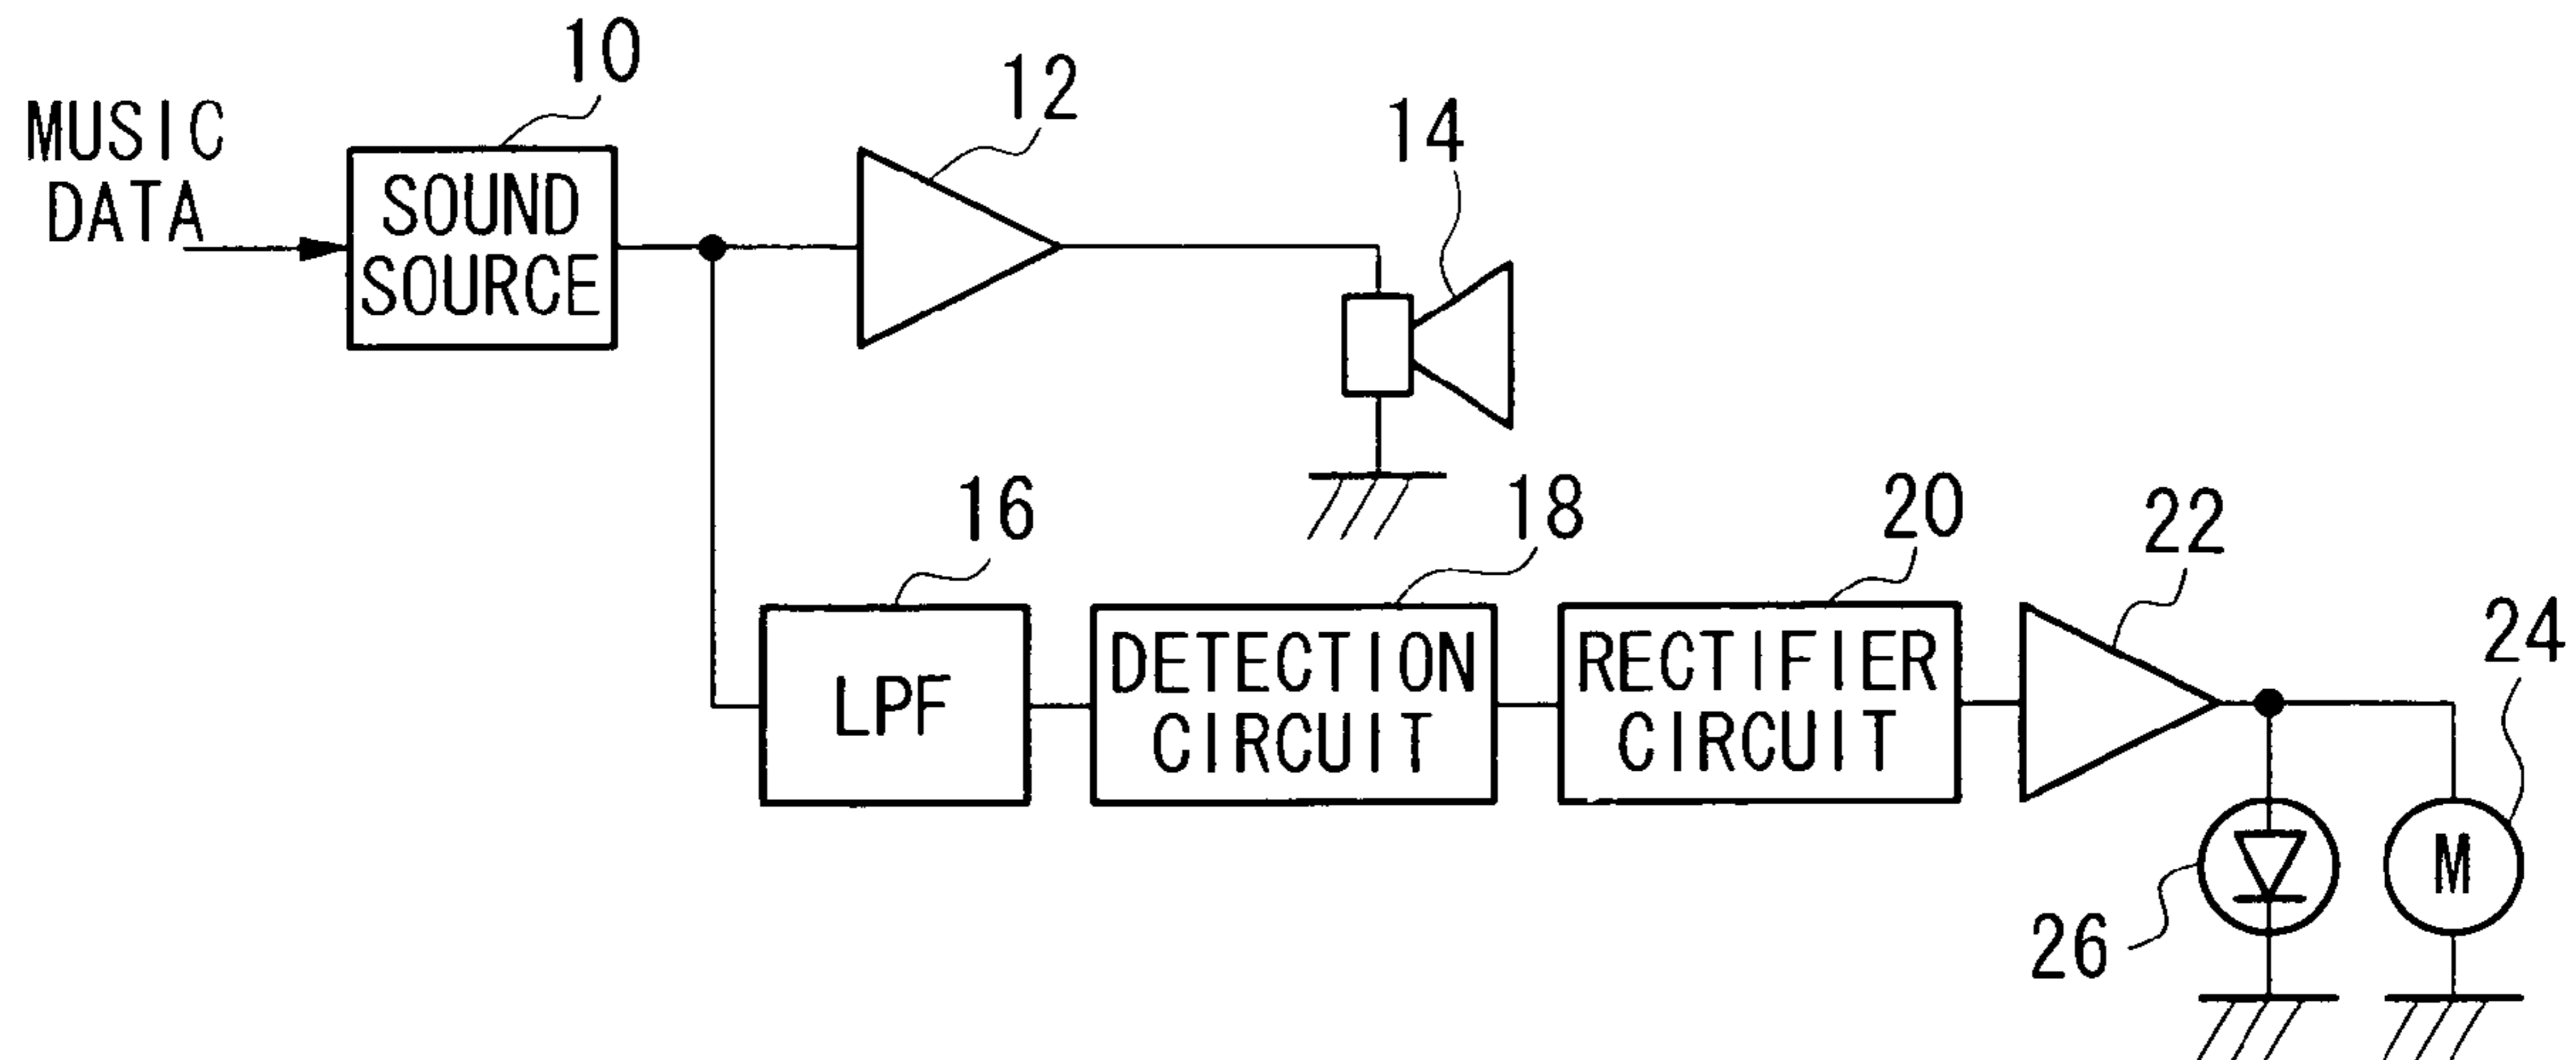 10
12
14
MUSIC
DATA
SOUND
SOURCE
16
18
20
22
24
LPF
DETECTION
CIRCUIT
RECTIFIER
CIRCUIT
M
26